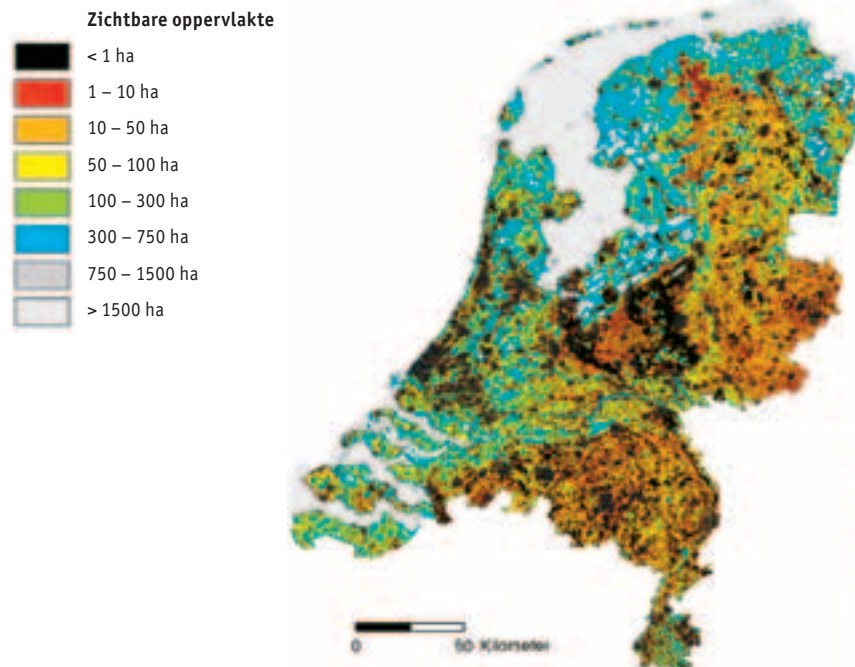 Zichtbare oppervlakte
< 1 ha
1 – 10 ha
10 – 50 ha
50 – 100 ha
100 – 300 ha
300 – 750 ha
750 – 1500 ha
> 1500 ha
0 50 Kilometer